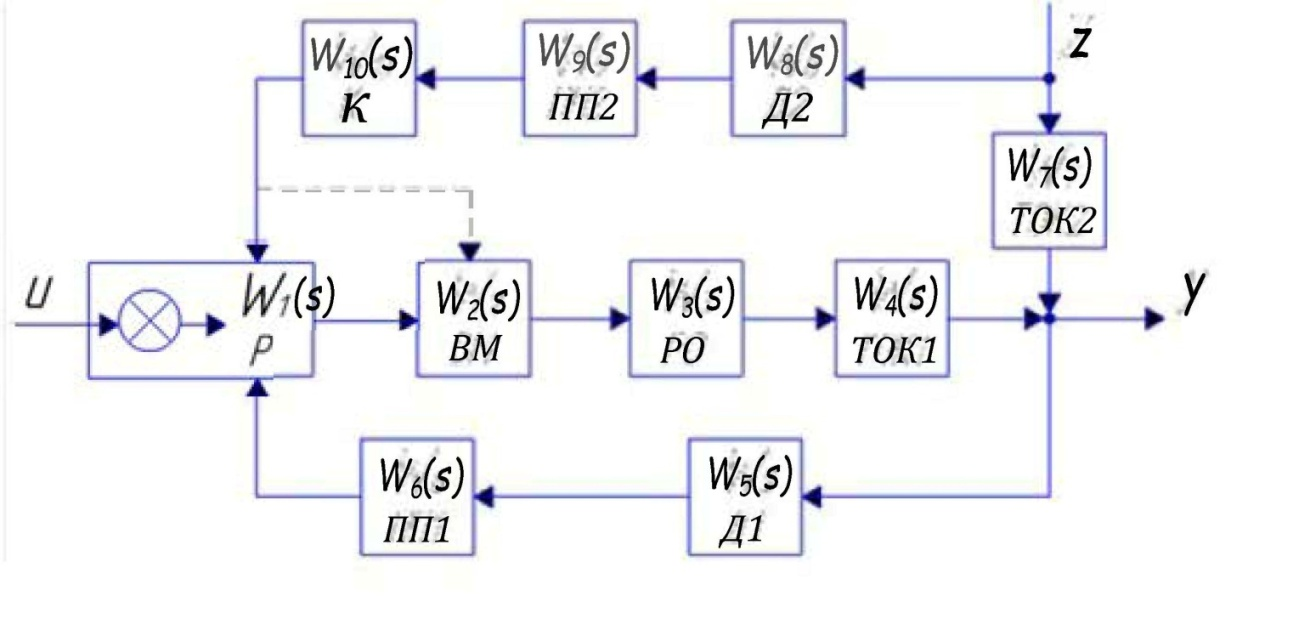 W₁₀(s)
К
W₉(s)
ПП2
W₈(s)
Д2
z
W₇(s)
ТОК2
U
W₁(s)
Р
W₂(s)
ВМ
W₃(s)
РО
W₄(s)
ТОК1
y
W₆(s)
ПП1
W₅(s)
Д1